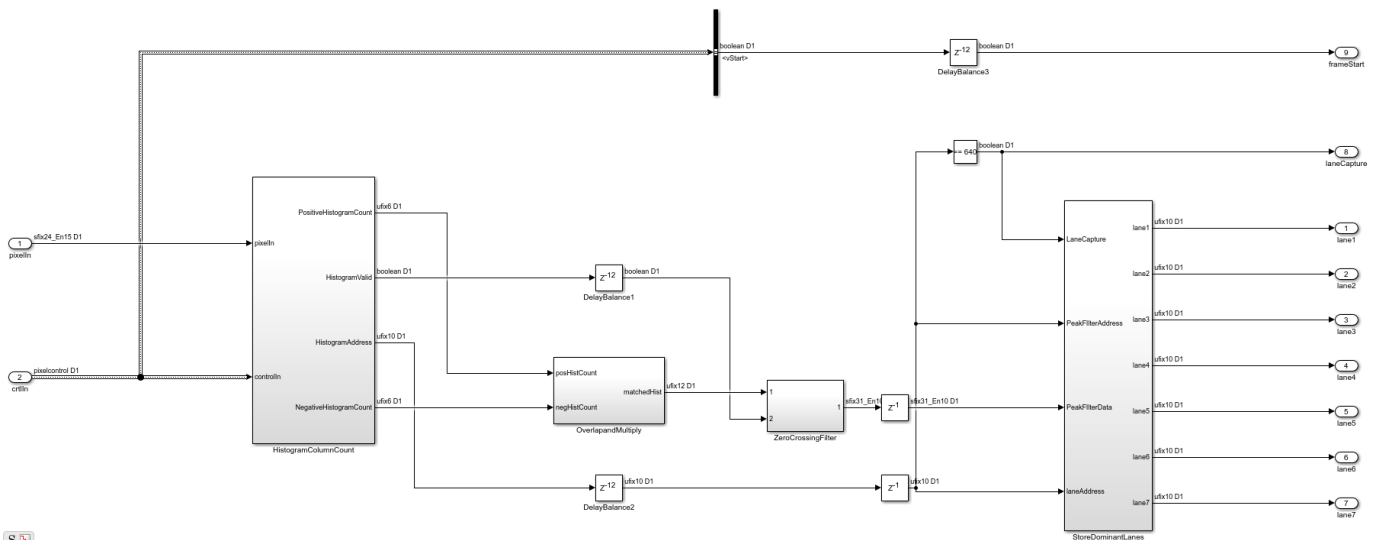 boolean D1
<vStart>
z-12
boolean D1
DelayBalance3
9
frameStart
== 640
boolean D1
8
laneCapture
sfix24_En15 D1
1
pixelIn
pixelcontrol D1
2
crtlIn
pixelIn
controlIn
PositiveHistogramCount
HistogramValid
HistogramAddress
NegativeHistogramCount
HistogramColumnCount
ufix6 D1
boolean D1
ufix10 D1
ufix6 D1
z-12
boolean D1
DelayBalance1
posHistCount
negHistCount
matchedHist
OverlapandMultiply
ufix12 D1
1
2
1
ZeroCrossingFilter
sfix31_En10
z-1
sfix31_En10 D1
z-12
ufix10 D1
DelayBalance2
z-1
ufix10 D1
LaneCapture
PeakFIlterAddress
PeakFIlterData
laneAddress
lane1
lane2
lane3
lane4
lane5
lane6
lane7
StoreDominantLanes
ufix10 D1
1
lane1
ufix10 D1
2
lane2
ufix10 D1
3
lane3
ufix10 D1
4
lane4
ufix10 D1
5
lane5
ufix10 D1
6
lane6
ufix10 D1
7
lane7